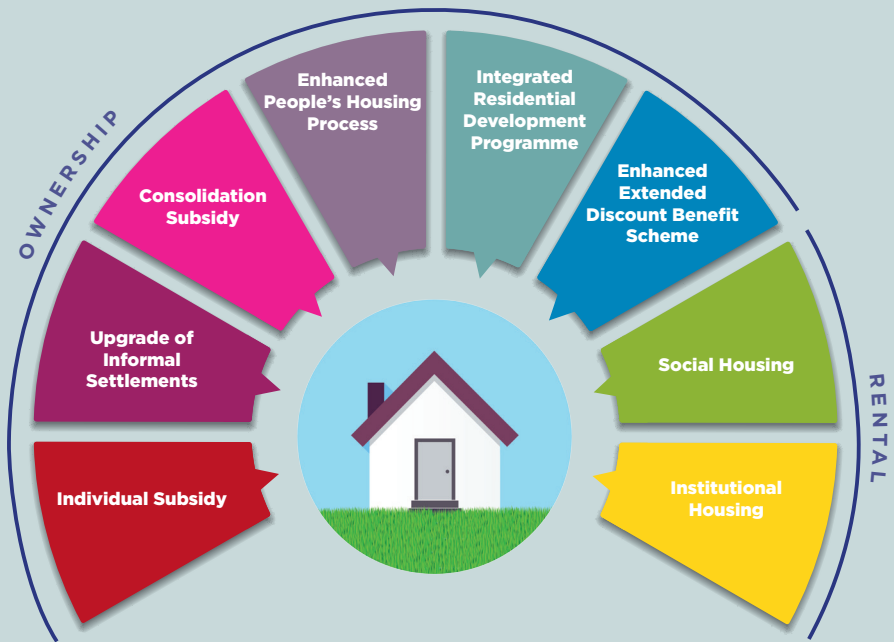 OWNERSHIP
Individual Subsidy
Upgrade of
Informal
Settlements
Consolidation
Subsidy
Enhanced
People's Housing
Process
Integrated
Residential
Development
Programme
Enhanced
Extended
Discount Benefit
Scheme
RENTAL
Social Housing
Institutional
Housing